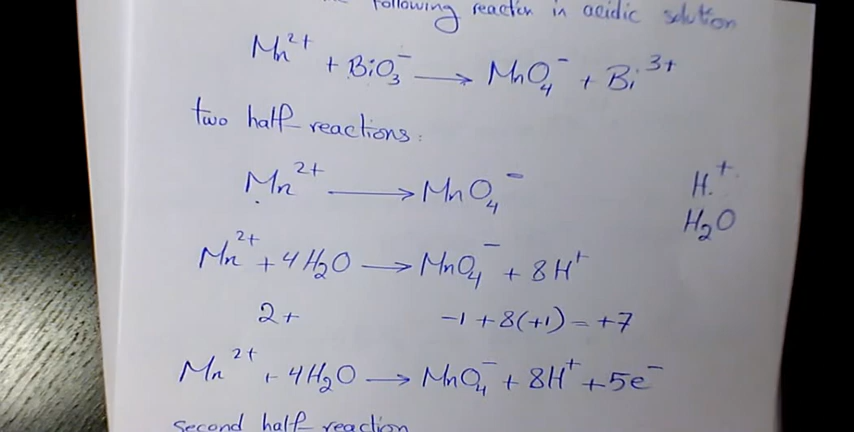 following reaction in acidic solution
Mn²⁺ + BiO₃⁻ → MnO₄⁻ + Bi³⁺
two half reactions:
Mn²⁺ → MnO₄⁻
H⁺
H₂O
Mn²⁺ + 4H₂O → MnO₄⁻ + 8H⁺
2+ -1 + 8(+1) = +7
Mn²⁺ + 4H₂O → MnO₄⁻ + 8H⁺ + 5e⁻
second half reaction